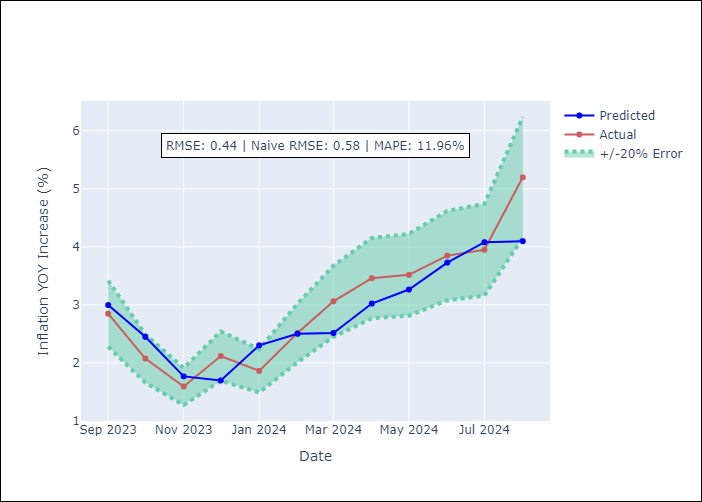 Predicted
Actual
+/-20% Error
RMSE: 0.44 | Naive RMSE: 0.58 | MAPE: 11.96%
Inflation YOY Increase (%)
6
5
4
3
2
1
Sep 2023 Nov 2023 Jan 2024 Mar 2024 May 2024 Jul 2024
Date